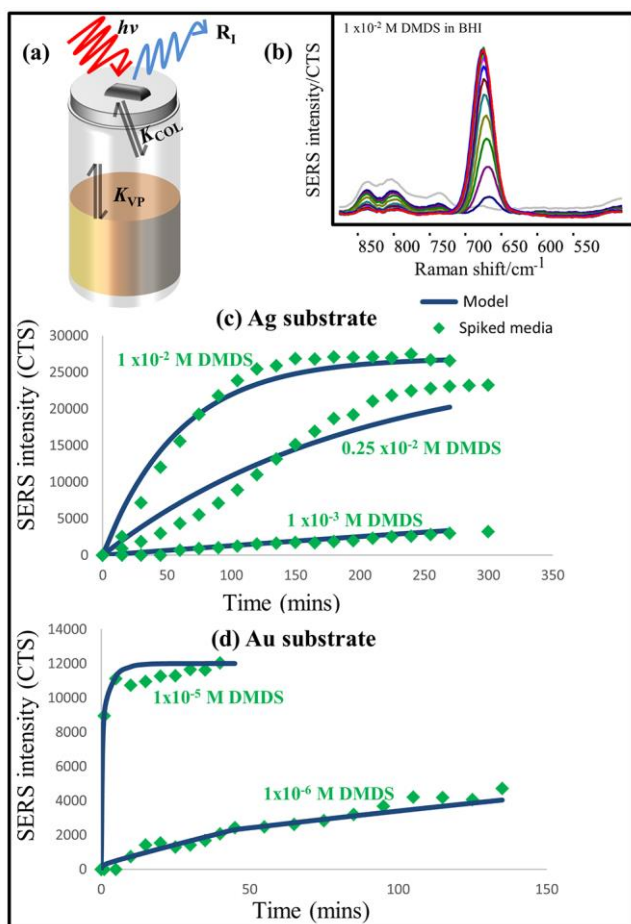 (a)
hν
R_I
K_COL
K_VP
(b)
1 x10⁻² M DMDS in BHI
SERS intensity/CTS
850 800 750 700 650 600 550
Raman shift/cm⁻¹
Model
Spiked media
(c) Ag substrate
SERS intensity (CTS)
30000
25000
20000
15000
10000
5000
0
1 x10⁻² M DMDS
0.25 x10⁻² M DMDS
1 x10⁻³ M DMDS
0 50 100 150 200 250 300 350
Time (mins)
(d) Au substrate
SERS intensity (CTS)
14000
12000
10000
8000
6000
4000
2000
0
1x10⁻⁵ M DMDS
1x10⁻⁶ M DMDS
0 50 100 150
Time (mins)